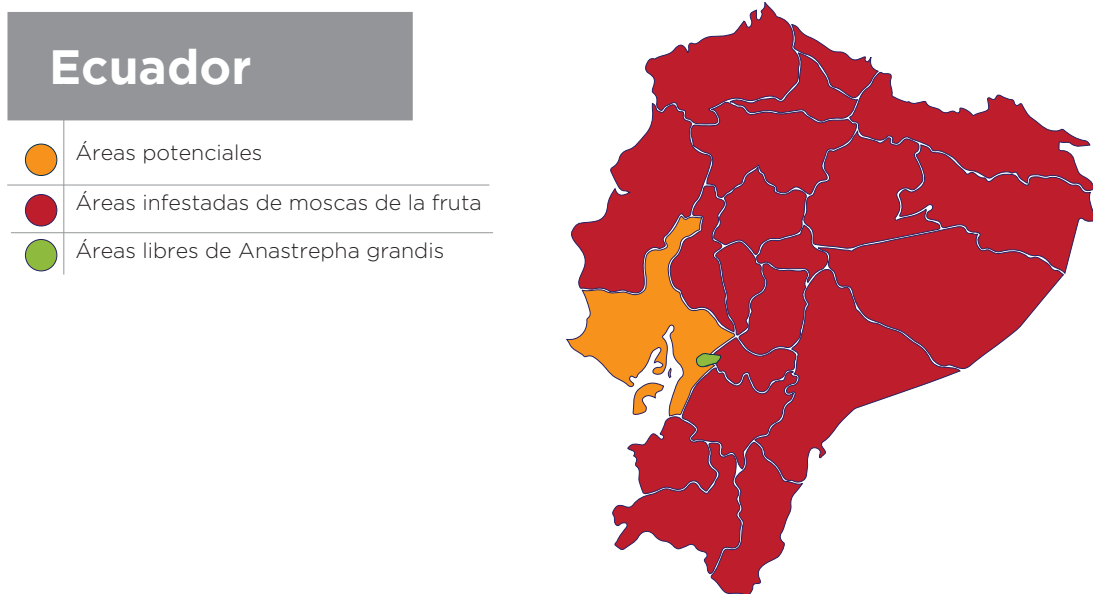 Ecuador
Áreas potenciales
Áreas infestadas de moscas de la fruta
Áreas libres de Anastrepha grandis